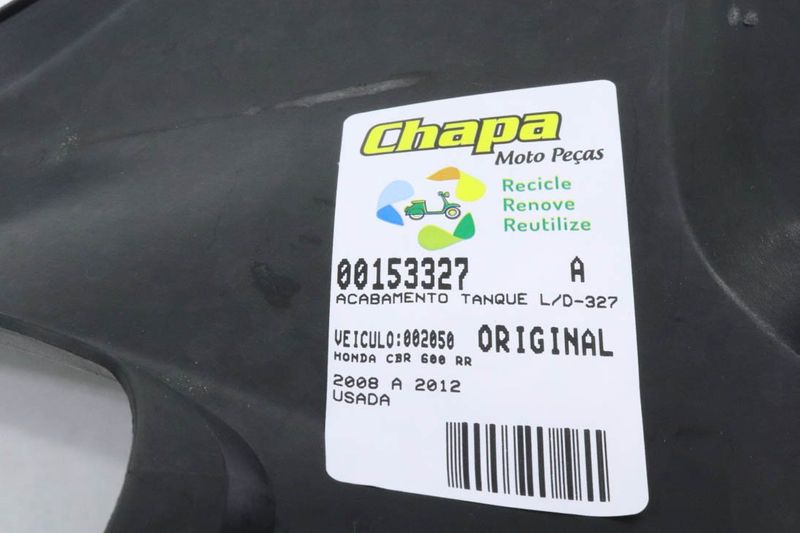 Chapa
Moto Peças
Recicle
Renove
Reutilize
00153327 A
ACABAMENTO TANQUE L/D-327
VEICULO:002050 ORIGINAL
HONDA CBR 600 RR
2008 A 2012
USADA